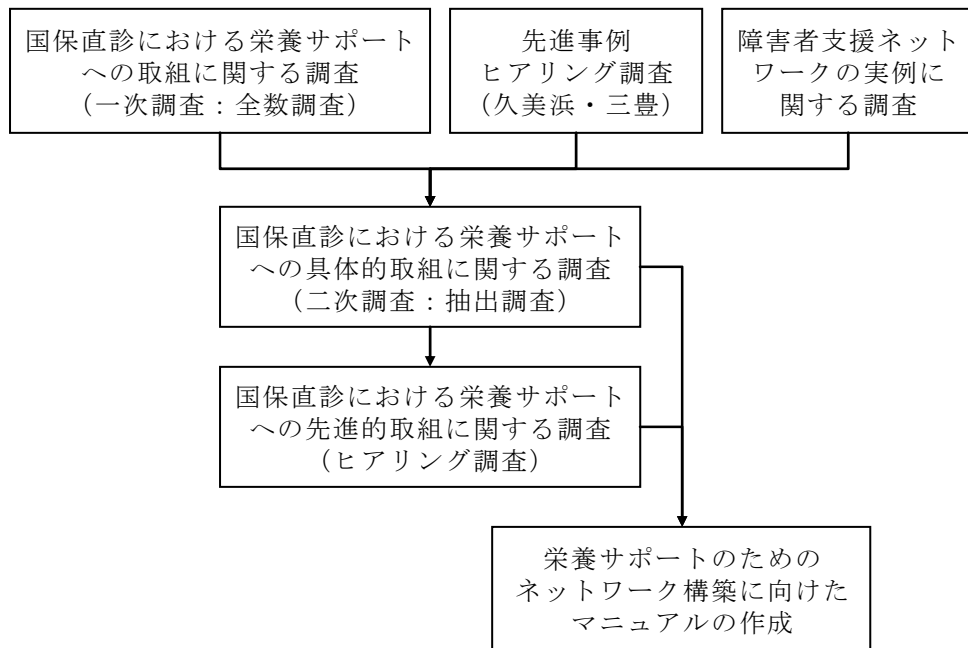 国保直診における栄養サポート
への取組に関する調査
（一次調査：全数調査）
先進事例
ヒアリング調査
（久美浜・三豊）
障害者支援ネット
ワークの実例に
関する調査
国保直診における栄養サポート
への具体的取組に関する調査
（二次調査：抽出調査）
国保直診における栄養サポート
への先進的取組に関する調査
（ヒアリング調査）
栄養サポートのための
ネットワーク構築に向けた
マニュアルの作成